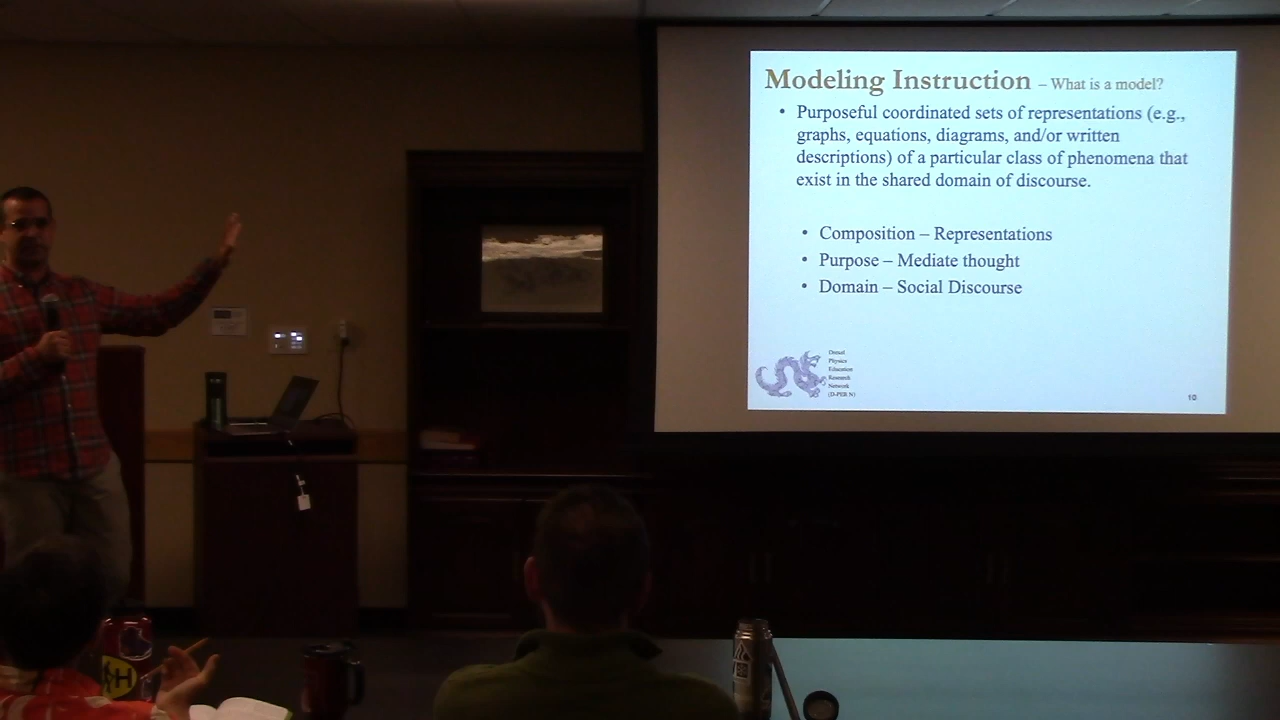 Modeling Instruction – What is a model?
• Purposeful coordinated sets of representations (e.g.,
graphs, equations, diagrams, and/or written
descriptions) of a particular class of phenomena that
exist in the shared domain of discourse.
• Composition – Representations
• Purpose – Mediate thought
• Domain – Social Discourse
Drexel
Physics
Education
Research
Network
(D-PER N)
10
H